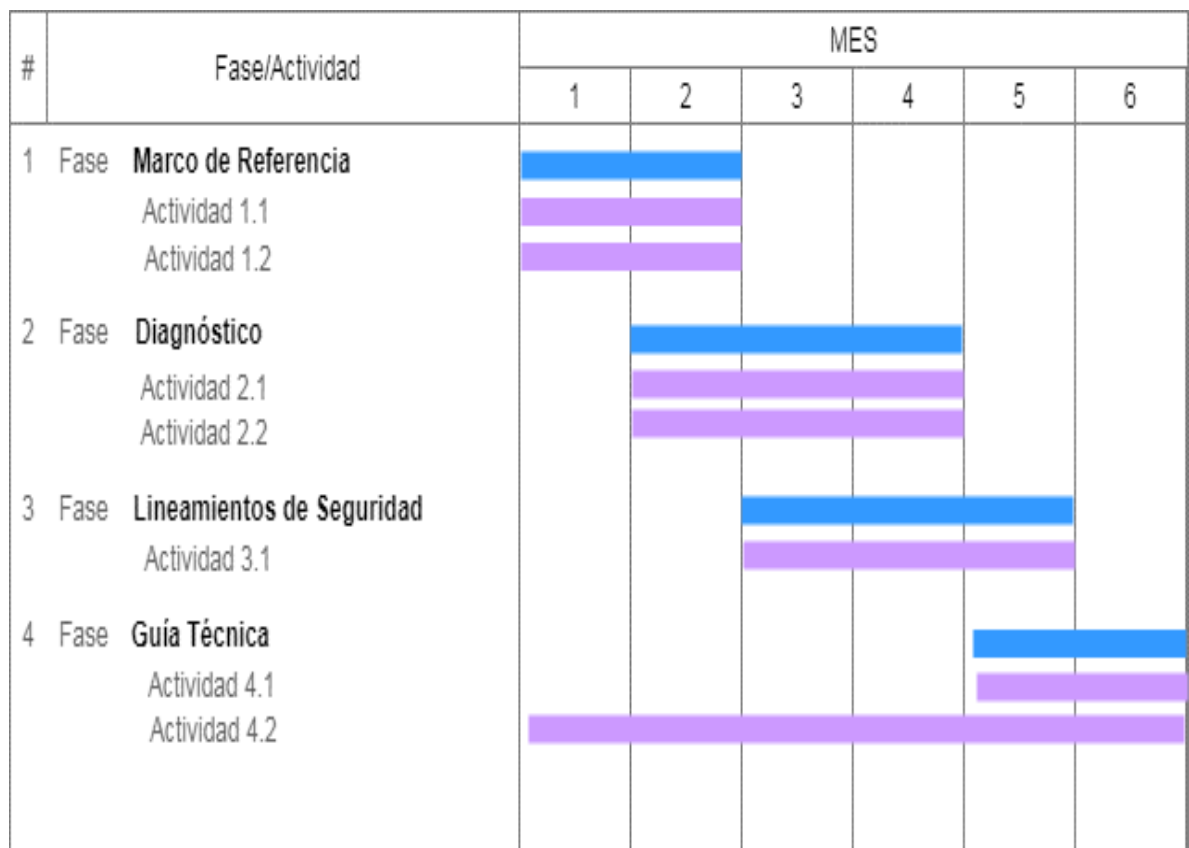 # Fase/Actividad MES
1 2 3 4 5 6
1 Fase Marco de Referencia
Actividad 1.1
Actividad 1.2
2 Fase Diagnóstico
Actividad 2.1
Actividad 2.2
3 Fase Lineamientos de Seguridad
Actividad 3.1
4 Fase Guía Técnica
Actividad 4.1
Actividad 4.2